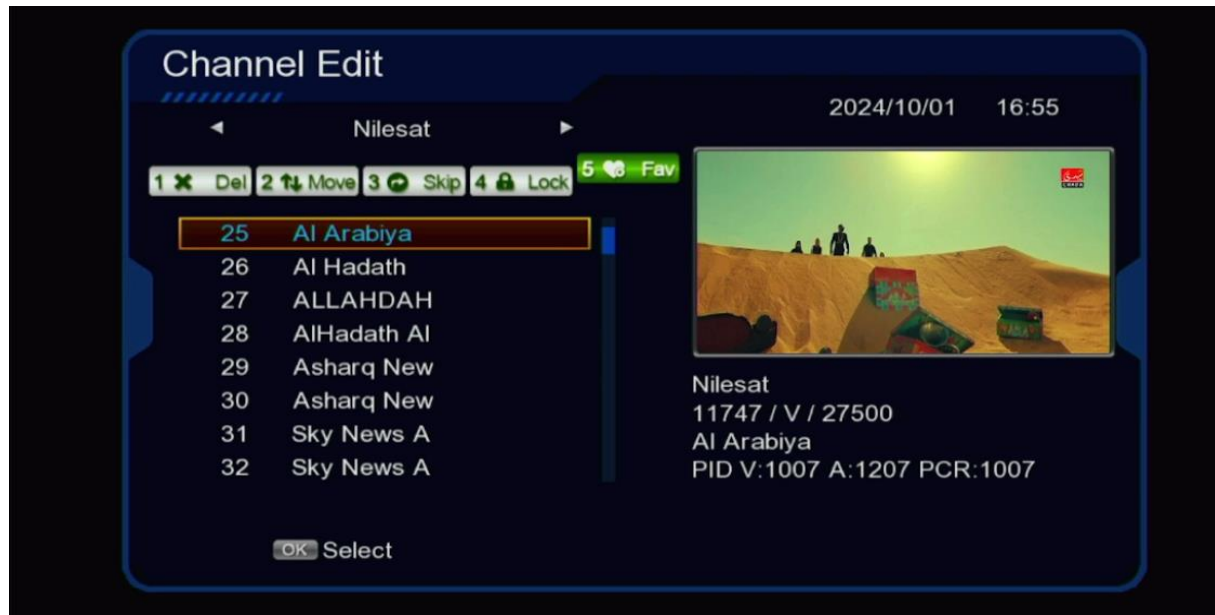 Channel Edit
2024/10/01 16:55
Nilesat
1 Del 2 Move 3 Skip 4 Lock 5 Fav
25 Al Arabiya
26 Al Hadath
27 ALLAHDAH
28 AlHadath Al
29 Asharq New
30 Asharq New
31 Sky News A
32 Sky News A
CHADA
Nilesat
11747 / V / 27500
Al Arabiya
PID V:1007 A:1207 PCR:1007
OK Select